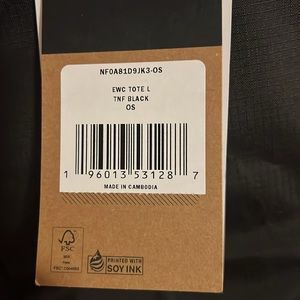 NF0A81D9JK3-OS
EWC TOTE L
TNF BLACK
OS
1 96013 53128 7
MADE IN CAMBODIA
FSC
MIX
PRINTED WITH
SOY INK